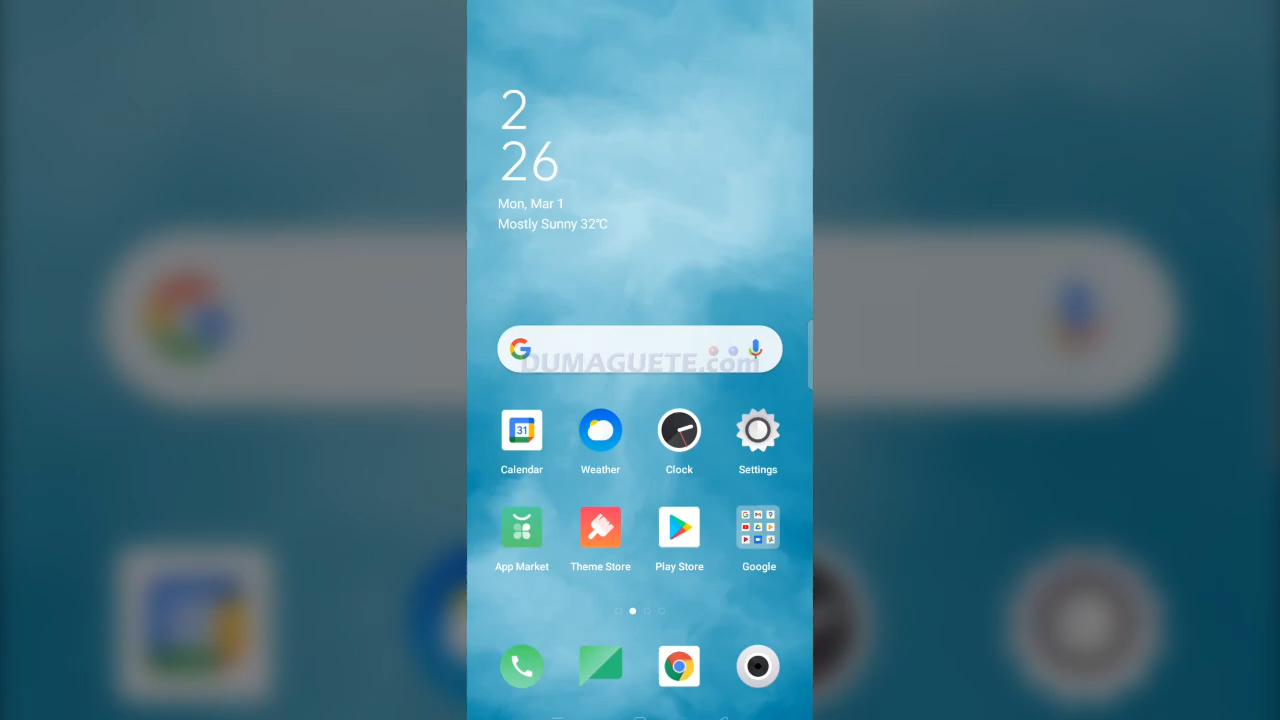 2
26
Mon, Mar 1
Mostly Sunny 32℃
DUMAGUETE.com
31
Calendar
Weather
Clock
Settings
App Market
Theme Store
Play Store
Google